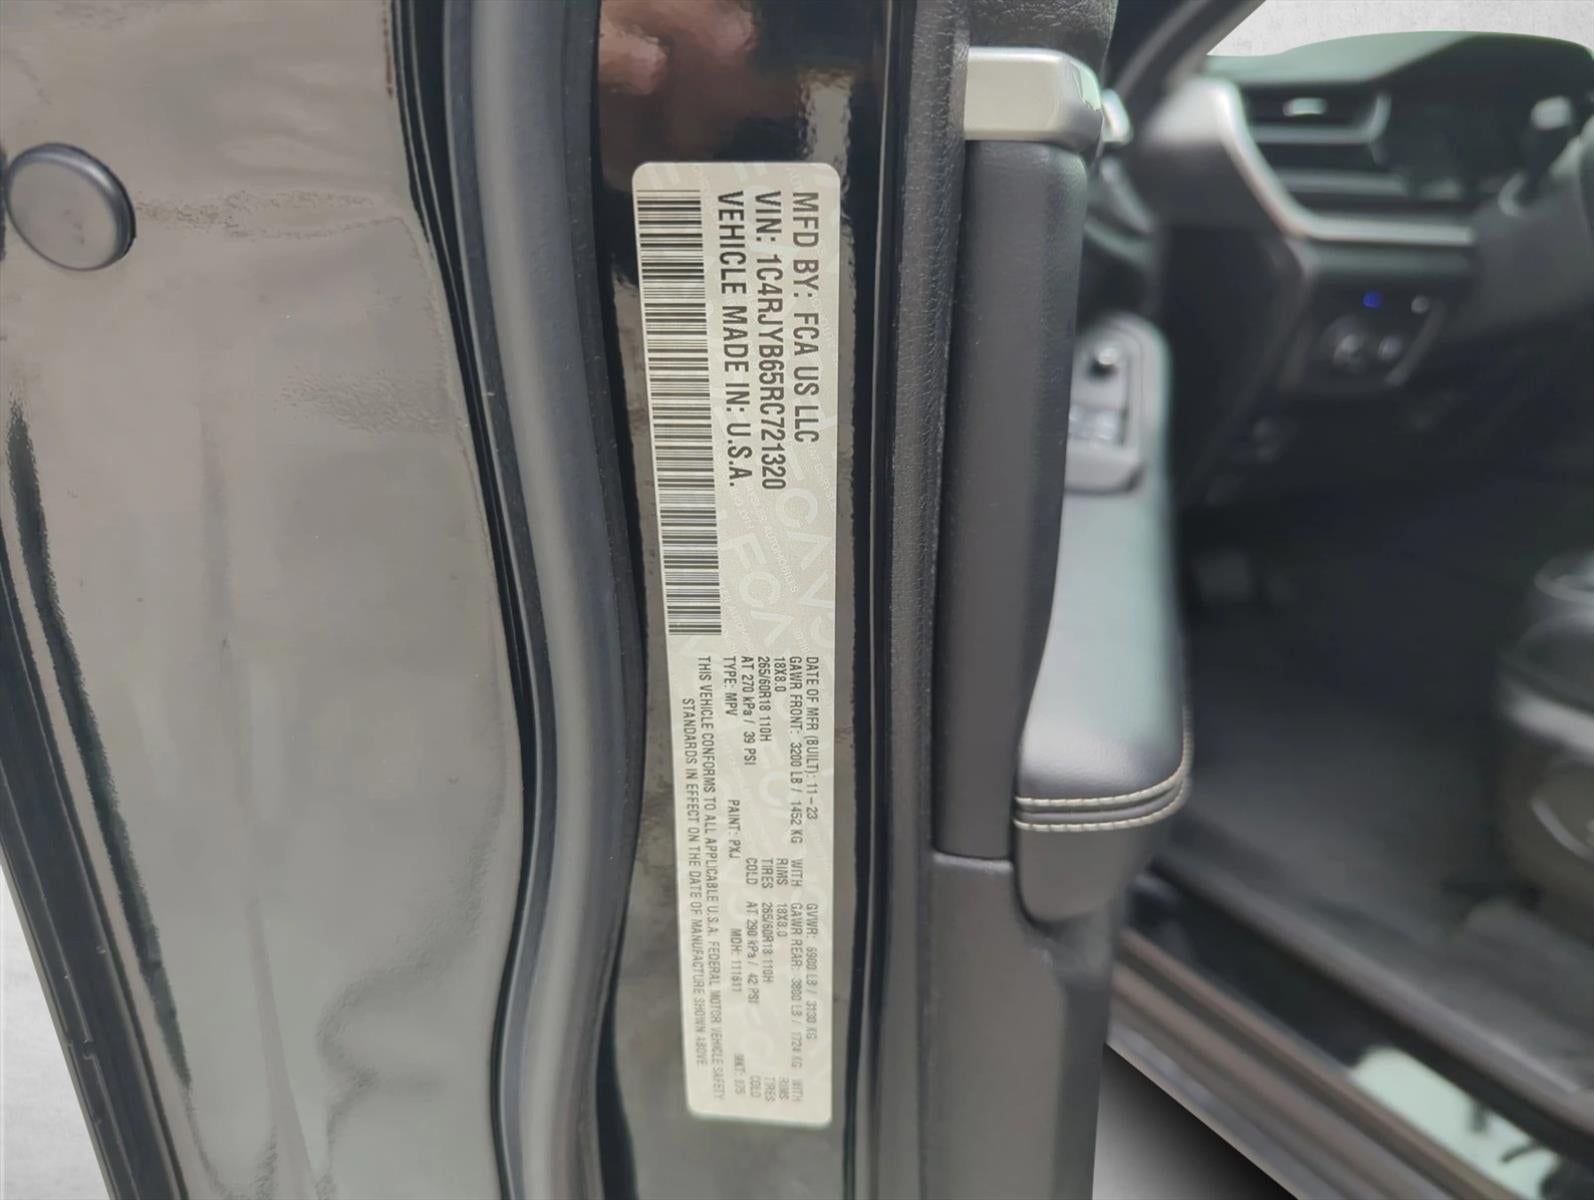 MFD BY: FCA US LLC
VIN: 1C4RJYB65RC721320
VEHICLE MADE IN: U.S.A.
DATE OF MFR (BUILT): 11-23 GVWR: 6900 LB / 3130 KG
GAWR FRONT: 3200 LB / 1452 KG WITH GAWR REAR: 3800 LB / 1724 KG WITH
18X8.0 RIMS 18X8.0 RIMS
265/60R18 110H TIRES 265/60R18 110H TIRES
AT 270 kPa / 39 PSI COLD AT 290 kPa / 42 PSI COLD
TYPE: MPV PAINT: PXJ MDH: MKT:
THIS VEHICLE CONFORMS TO ALL APPLICABLE U.S.A. FEDERAL MOTOR VEHICLE SAFETY
STANDARDS IN EFFECT ON THE DATE OF MANUFACTURE SHOWN ABOVE